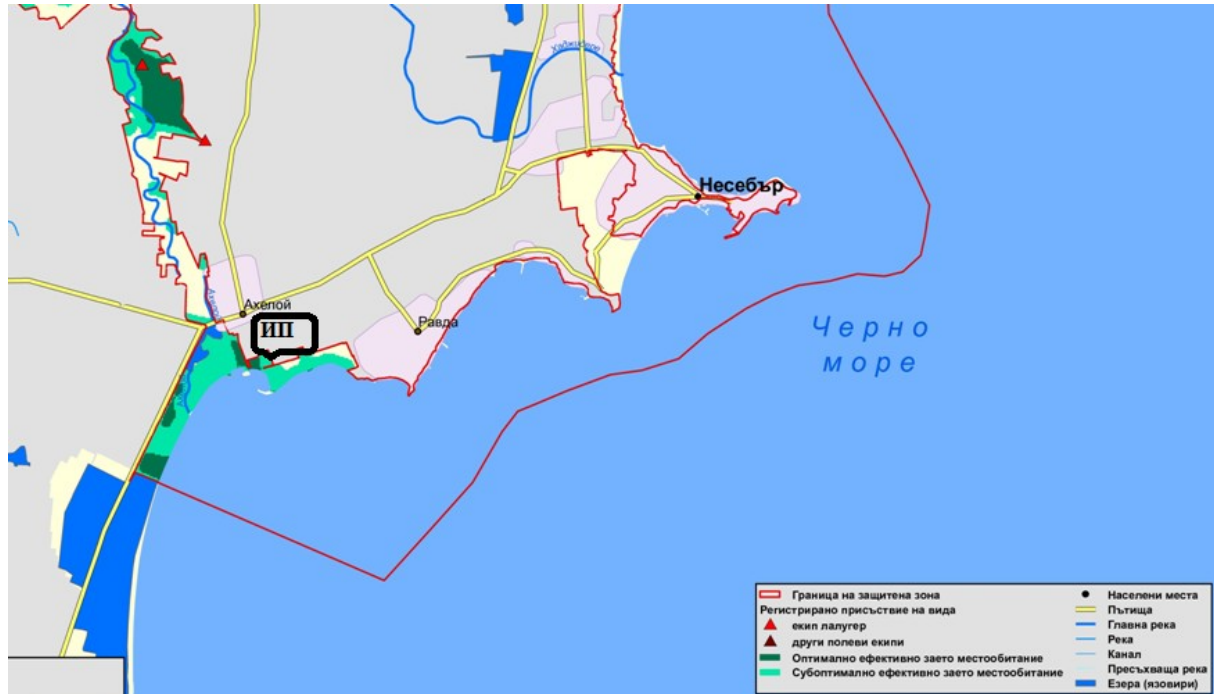 Хаджидере
Несебър
Ахелой
Ахелой
ИП
Равда
Черно
море
Граница на защитена зона
Регистрирано присъствие на вида
екип лалугер
други полеви екипи
Оптимално ефективно заето местообитание
Субоптимално ефективно заето местообитание
Населени места
Пътища
Главна река
Река
Канал
Пресъхваща река
Езера (язовири)